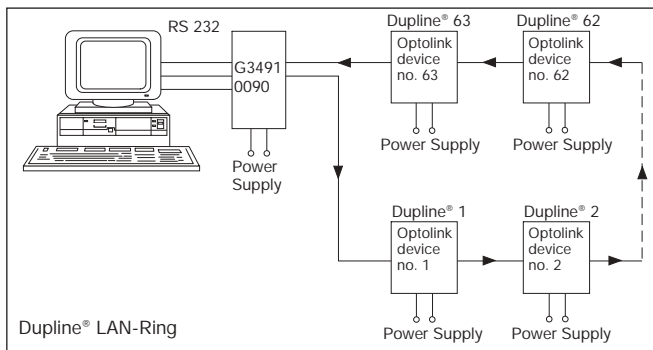 RS 232
G3491
0090
Power
Supply
Dupline® 63
Optolink
device
no. 63
Power Supply
Dupline® 62
Optolink
device
no. 62
Power Supply
Dupline® 1
Optolink
device
no. 1
Power Supply
Dupline® 2
Optolink
device
no. 2
Power Supply
Dupline® LAN-Ring